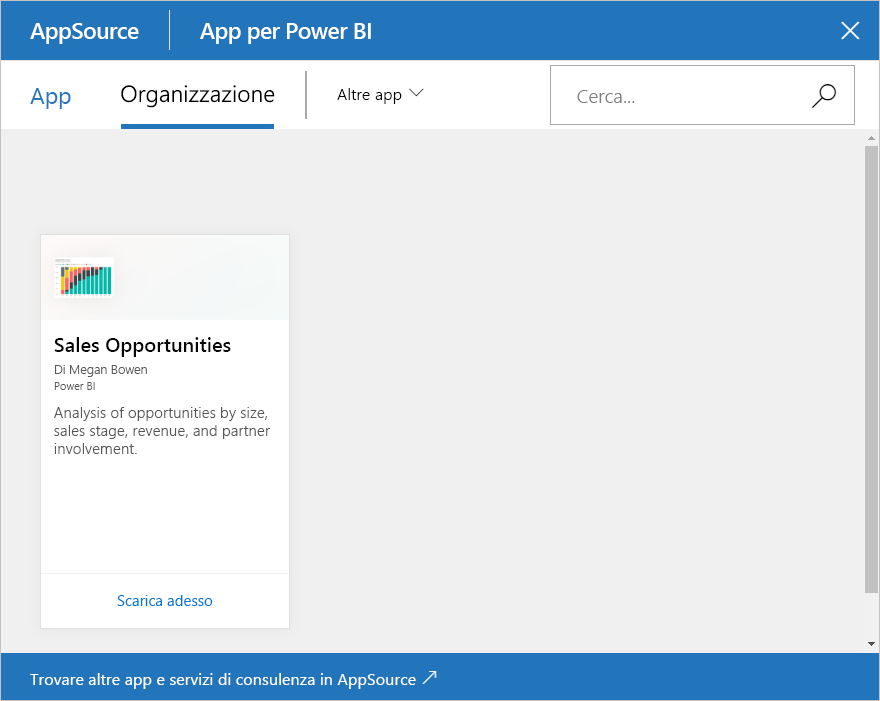 AppSource
App per Power BI
App
Organizzazione
Altre app
Cerca...
Sales Opportunities
Di Megan Bowen
Power BI
Analysis of opportunities by size,
sales stage, revenue, and partner
involvement.
Scarica adesso
Trovare altre app e servizi di consulenza in AppSource